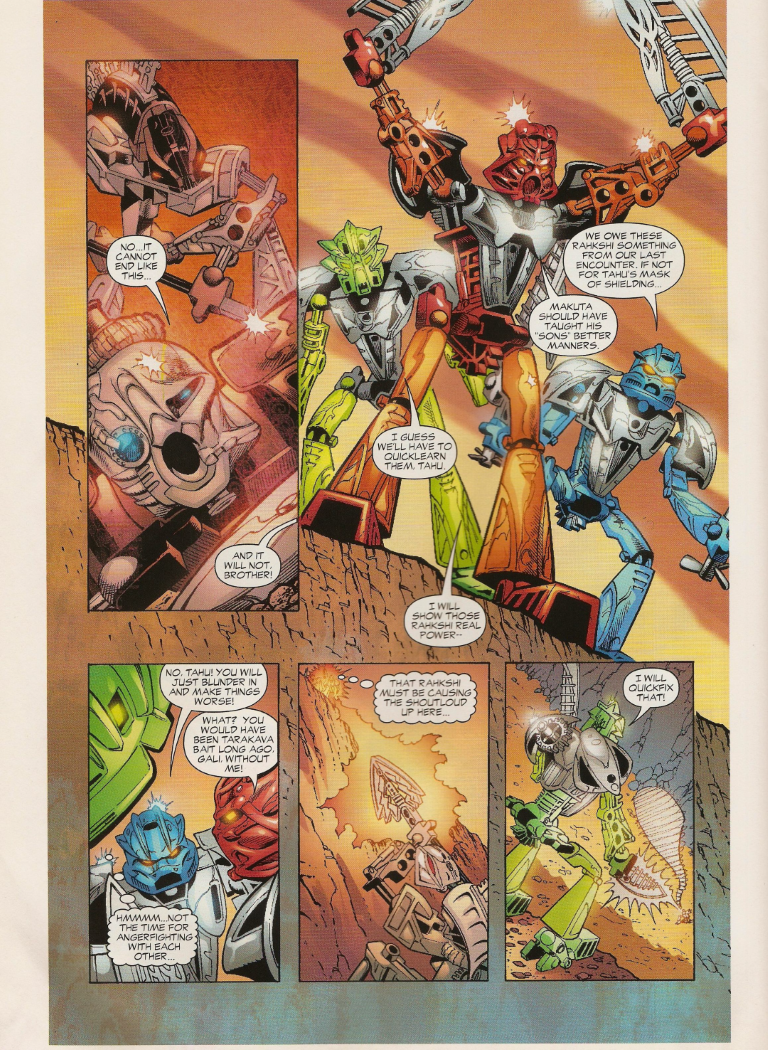 NO...IT
CANNOT
END LIKE
THIS...
AND IT
WILL NOT,
BROTHER!
WE OWE THESE
RAHKSHI SOMETHING
FROM OUR LAST
ENCOUNTER. IF NOT
FOR TAHU'S MASK
OF SHIELDING...
MAKUTA
SHOULD HAVE
TAUGHT HIS
"SONS" BETTER
MANNERS.
I GUESS
WE'LL HAVE TO
QUICKLEARN
THEM, TAHU.
I WILL
SHOW THOSE
RAHKSHI REAL
POWER--
NO, TAHU! YOU WILL
JUST BLUNDER IN
AND MAKE THINGS
WORSE!
WHAT? YOU
WOULD HAVE
BEEN TARAKAVA
BAIT LONG AGO,
GALI, WITHOUT
ME!
HMMMM...NOT
THE TIME FOR
ANGERFIGHTING
WITH EACH
OTHER...
THAT RAHKSHI
MUST BE CAUSING
THE SHOUTLOUD
UP HERE...
I WILL
QUICKFIX
THAT!